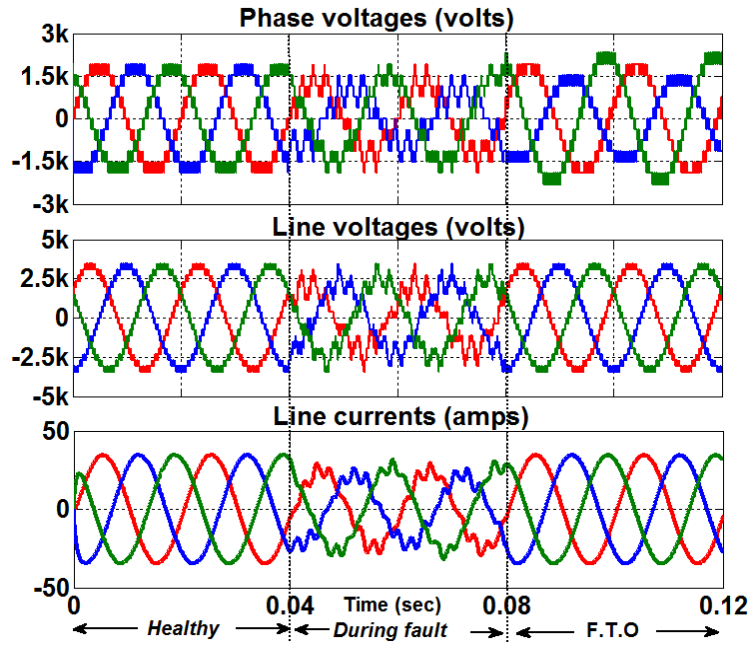 Phase voltages (volts)
3k
1.5k
0
-1.5k
-3k
Line voltages (volts)
5k
2.5k
0
-2.5k
-5k
Line currents (amps)
50
0
-50
0 0.04 Time (sec) 0.08 0.12
Healthy During fault F.T.O